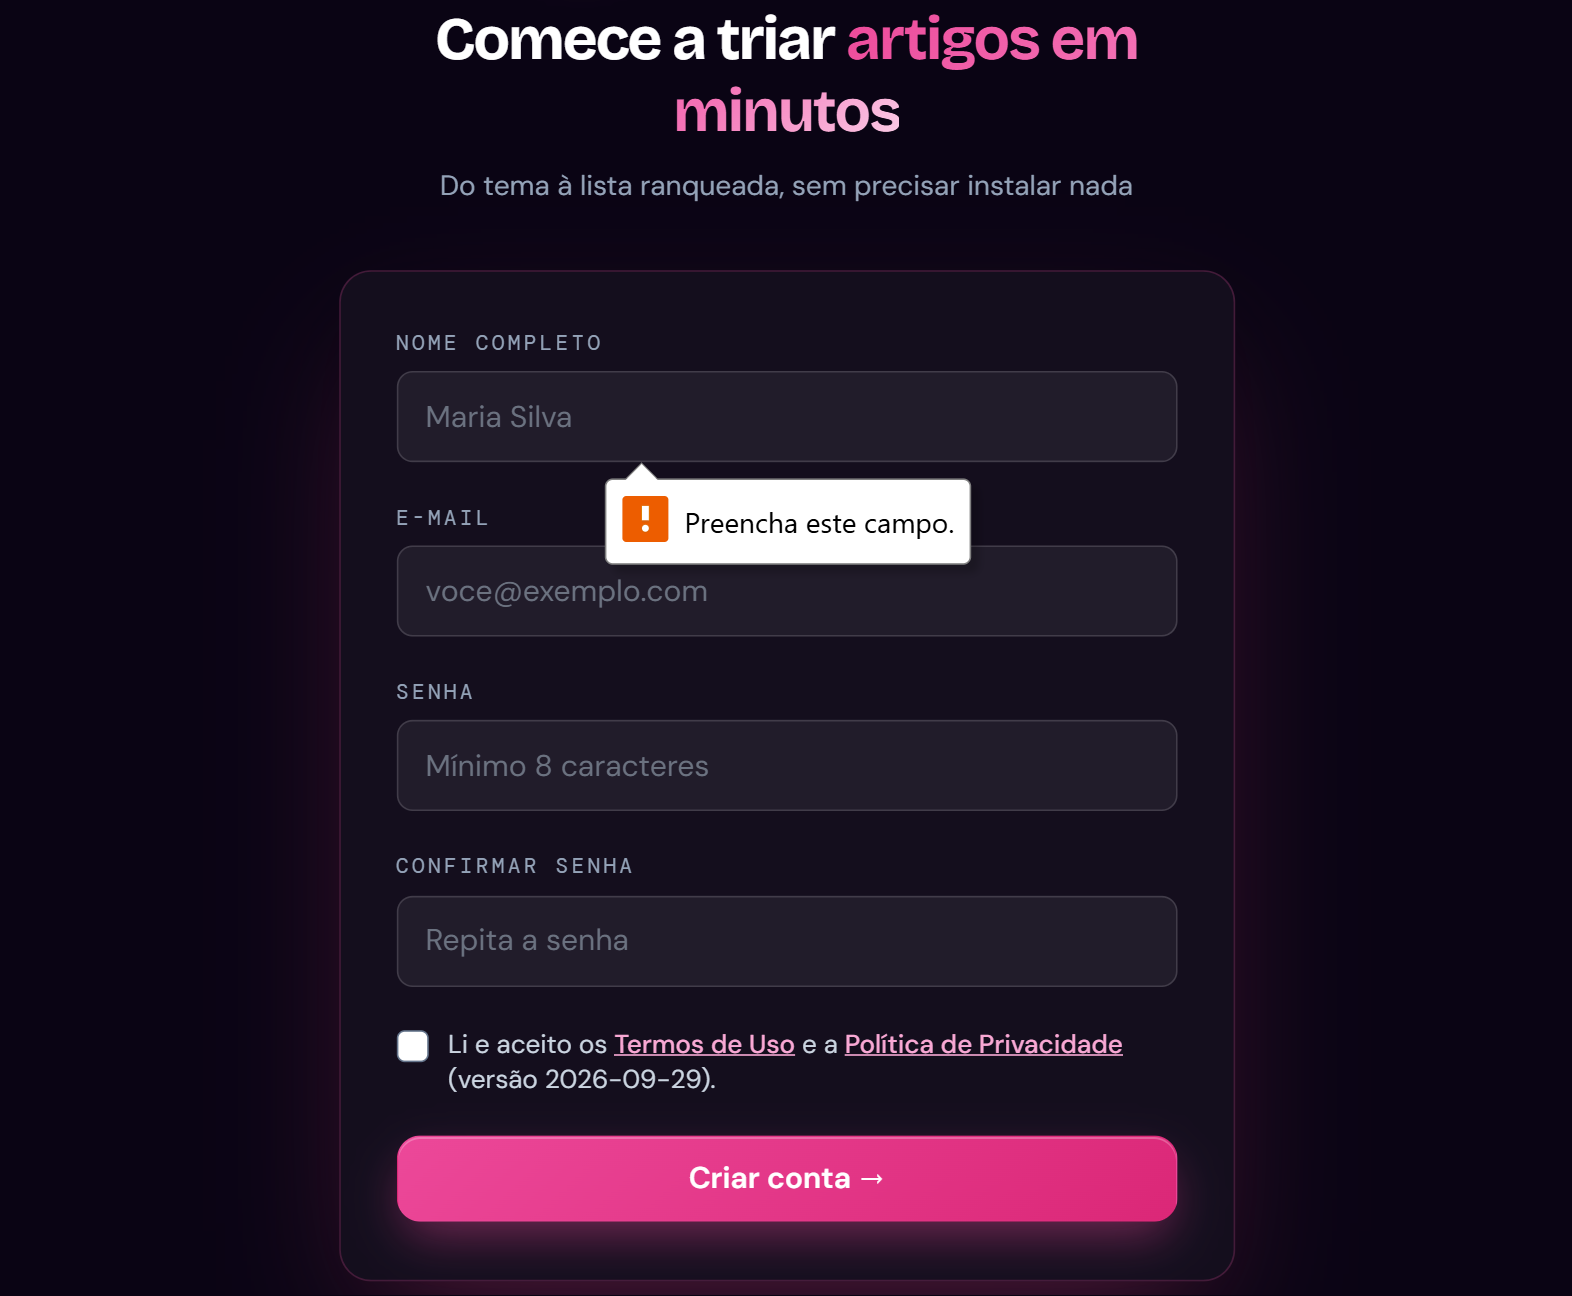 Comece a triar artigos em
minutos
Do tema à lista ranqueada, sem precisar instalar nada
NOME COMPLETO
Maria Silva
Preencha este campo.
E-MAIL
voce@exemplo.com
SENHA
Mínimo 8 caracteres
CONFIRMAR SENHA
Repita a senha
Li e aceito os Termos de Uso e a Política de Privacidade
(versão 2026-09-29).
Criar conta →